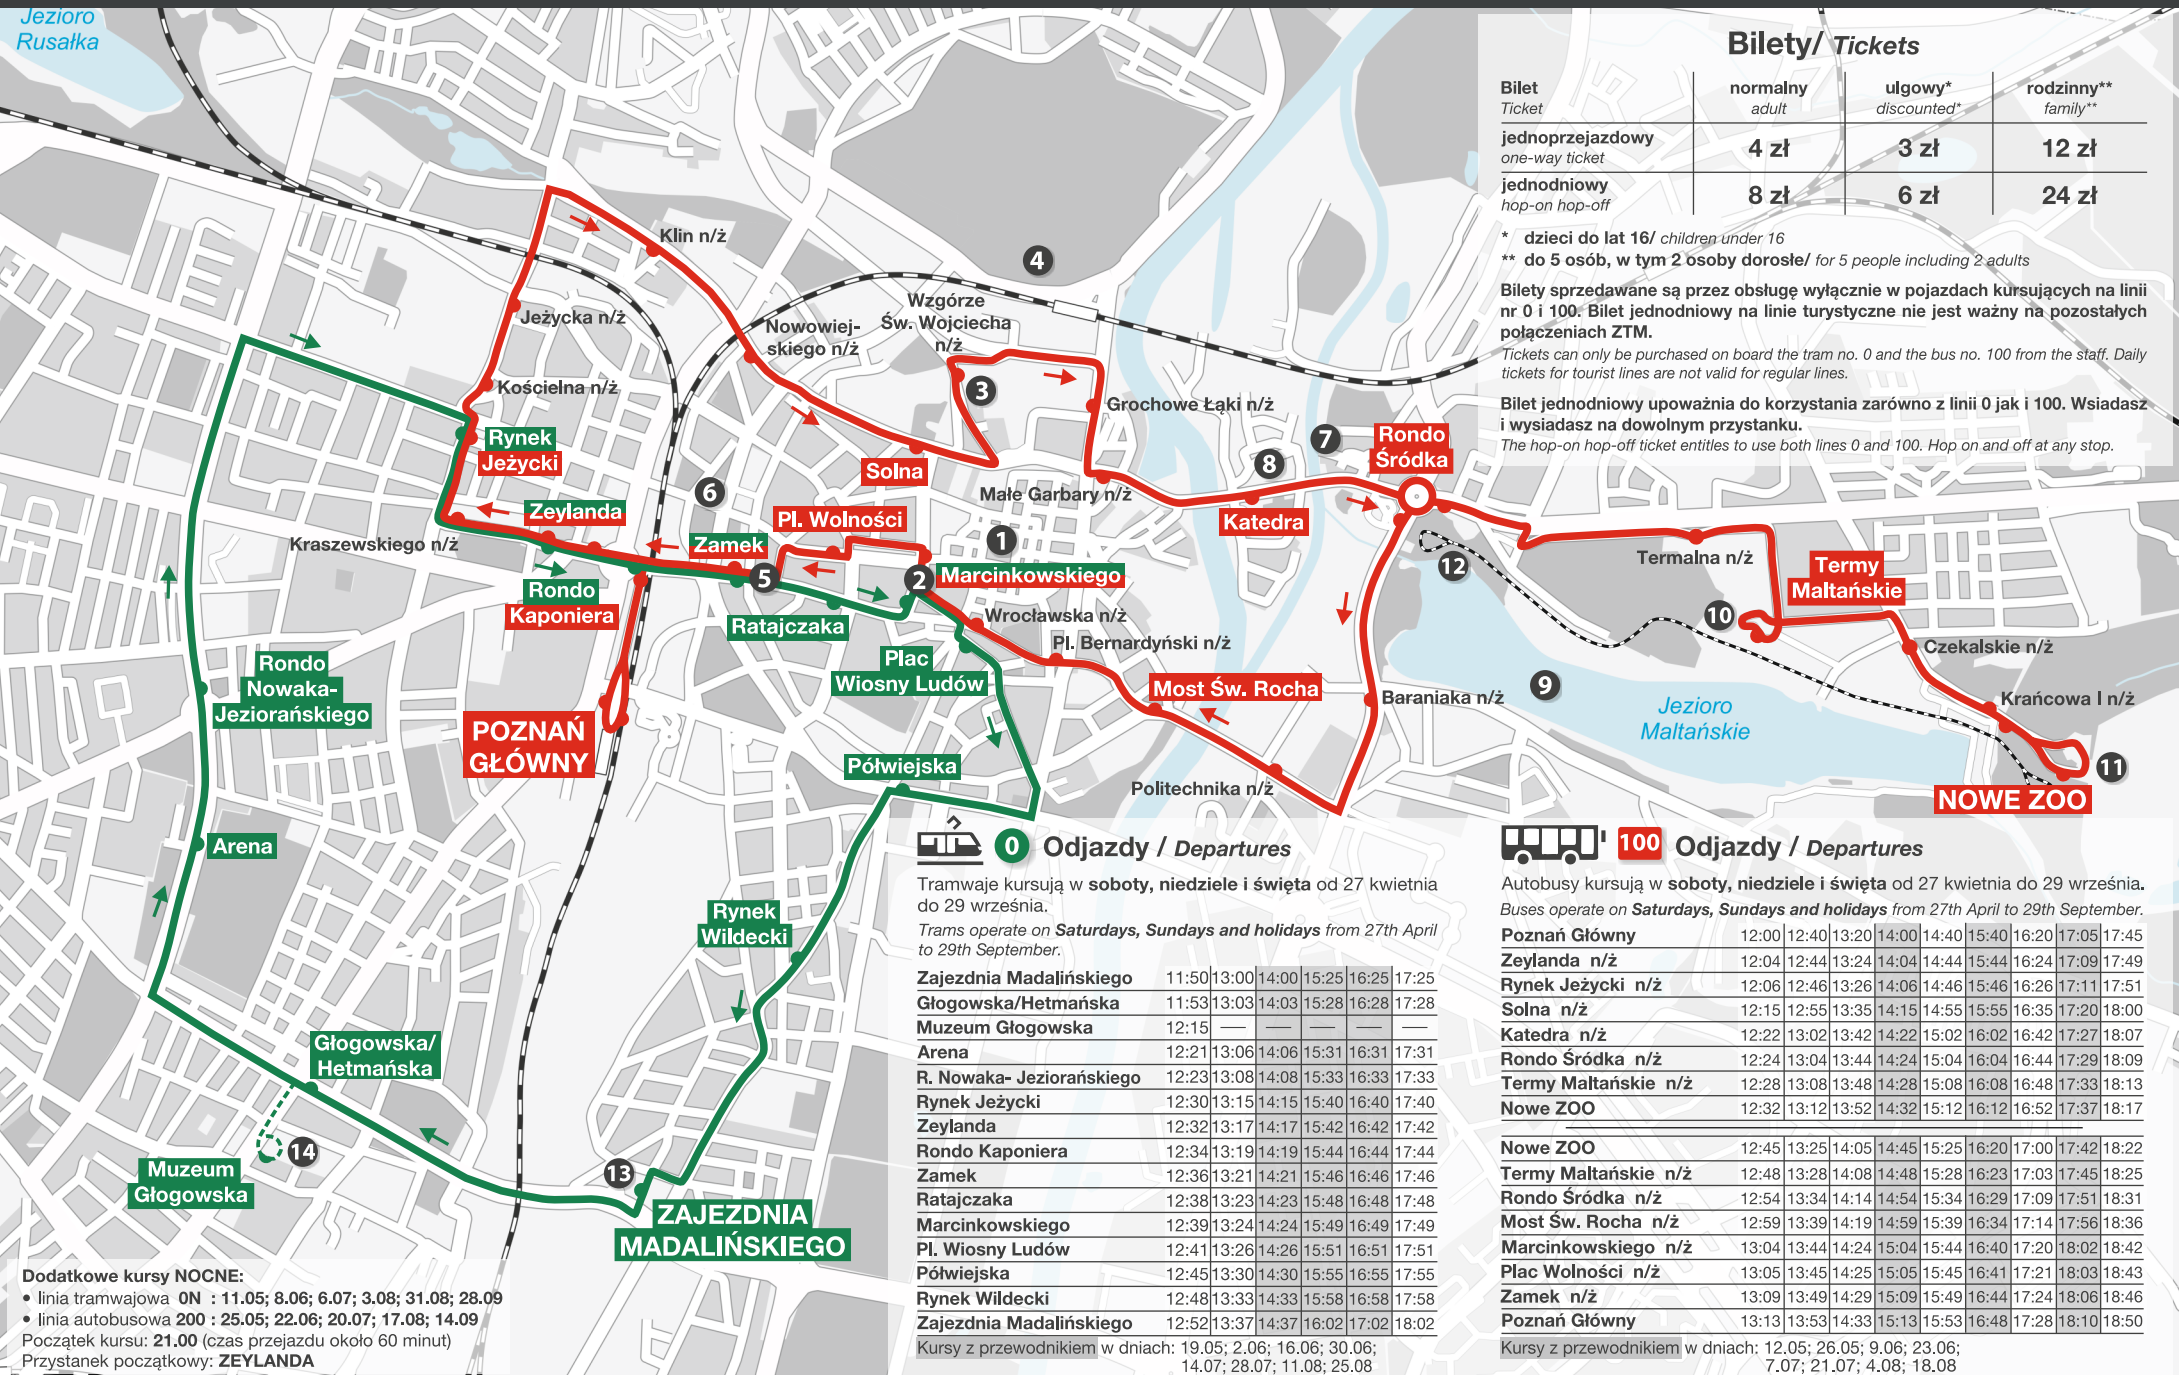 Jezioro
Rusałka
Klin n/ż
Jeżycka n/ż
Kościelna n/ż
Nowowiej-
skiego n/ż
Wzgórze
Św. Wojciecha
n/ż
Grochowe Łąki n/ż
Rynek
Jeżycki
Solna
Małe Garbary n/ż
Rondo
Śródka
Katedra
Zeylanda
Kraszewskiego n/ż
Pl. Wolności
Zamek
Marcinkowskiego
Rondo
Kaponiera
Ratajczaka
Wrocławska n/ż
Pl. Bernardyński n/ż
Plac
Wiosny Ludów
Most Św. Rocha
Baraniaka n/ż
Politechnika n/ż
Termalna n/ż
Termy
Maltańskie
Czekalskie n/ż
Krańcowa I n/ż
NOWE ZOO
Jezioro
Maltańskie
Rondo
Nowaka-
Jeziorańskiego
POZNAŃ
GŁÓWNY
Półwiejska
Arena
Rynek
Wildecki
Głogowska/
Hetmańska
Muzeum
Głogowska
ZAJEZDNIA
MADALIŃSKIEGO
1
2
3
4
5
6
7
8
9
10
11
12
13
14
Bilety/ Tickets
Bilet normalny ulgowy* rodzinny**
Ticket adult discounted* family**
jednoprzejazdowy
one-way ticket 4 zł 3 zł 12 zł
jednodniowy
hop-on hop-off 8 zł 6 zł 24 zł
* dzieci do lat 16/ children under 16
** do 5 osób, w tym 2 osoby dorosłe/ for 5 people including 2 adults
Bilety sprzedawane są przez obsługę wyłącznie w pojazdach kursujących na linii
nr 0 i 100. Bilet jednodniowy na linie turystyczne nie jest ważny na pozostałych
połączeniach ZTM.
Tickets can only be purchased on board the tram no. 0 and the bus no. 100 from the staff. Daily
tickets for tourist lines are not valid for regular lines.
Bilet jednodniowy upoważnia do korzystania zarówno z linii 0 jak i 100. Wsiadasz
i wysiadasz na dowolnym przystanku.
The hop-on hop-off ticket entitles to use both lines 0 and 100. Hop on and off at any stop.
0 Odjazdy / Departures
Tramwaje kursują w soboty, niedziele i święta od 27 kwietnia
do 29 września.
Trams operate on Saturdays, Sundays and holidays from 27th April
to 29th September.
Zajezdnia Madalińskiego 11:50 13:00 14:00 15:25 16:25 17:25
Głogowska/Hetmańska 11:53 13:03 14:03 15:28 16:28 17:28
Muzeum Głogowska 12:15 — — — — —
Arena 12:21 13:06 14:06 15:31 16:31 17:31
R. Nowaka- Jeziorańskiego 12:23 13:08 14:08 15:33 16:33 17:33
Rynek Jeżycki 12:30 13:15 14:15 15:40 16:40 17:40
Zeylanda 12:32 13:17 14:17 15:42 16:42 17:42
Rondo Kaponiera 12:34 13:19 14:19 15:44 16:44 17:44
Zamek 12:36 13:21 14:21 15:46 16:46 17:46
Ratajczaka 12:38 13:23 14:23 15:48 16:48 17:48
Marcinkowskiego 12:39 13:24 14:24 15:49 16:49 17:49
Pl. Wiosny Ludów 12:41 13:26 14:26 15:51 16:51 17:51
Półwiejska 12:45 13:30 14:30 15:55 16:55 17:55
Rynek Wildecki 12:48 13:33 14:33 15:58 16:58 17:58
Zajezdnia Madalińskiego 12:52 13:37 14:37 16:02 17:02 18:02
Kursy z przewodnikiem w dniach: 19.05; 2.06; 16.06; 30.06;
14.07; 28.07; 11.08; 25.08
100 Odjazdy / Departures
Autobusy kursują w soboty, niedziele i święta od 27 kwietnia do 29 września.
Buses operate on Saturdays, Sundays and holidays from 27th April to 29th September.
Poznań Główny 12:00 12:40 13:20 14:00 14:40 15:40 16:20 17:05 17:45
Zeylanda n/ż 12:04 12:44 13:24 14:04 14:44 15:44 16:24 17:09 17:49
Rynek Jeżycki n/ż 12:06 12:46 13:26 14:06 14:46 15:46 16:26 17:11 17:51
Solna n/ż 12:15 12:55 13:35 14:15 14:55 15:55 16:35 17:20 18:00
Katedra n/ż 12:22 13:02 13:42 14:22 15:02 16:02 16:42 17:27 18:07
Rondo Śródka n/ż 12:24 13:04 13:44 14:24 15:04 16:04 16:44 17:29 18:09
Termy Maltańskie n/ż 12:28 13:08 13:48 14:28 15:08 16:08 16:48 17:33 18:13
Nowe ZOO 12:32 13:12 13:52 14:32 15:12 16:12 16:52 17:37 18:17
Nowe ZOO 12:45 13:25 14:05 14:45 15:25 16:20 17:00 17:42 18:22
Termy Maltańskie n/ż 12:48 13:28 14:08 14:48 15:28 16:23 17:03 17:45 18:25
Rondo Śródka n/ż 12:54 13:34 14:14 14:54 15:34 16:29 17:09 17:51 18:31
Most Św. Rocha n/ż 12:59 13:39 14:19 14:59 15:39 16:34 17:14 17:56 18:36
Marcinkowskiego n/ż 13:04 13:44 14:24 15:04 15:44 16:40 17:20 18:02 18:42
Plac Wolności n/ż 13:05 13:45 14:25 15:05 15:45 16:41 17:21 18:03 18:43
Zamek n/ż 13:09 13:49 14:29 15:09 15:49 16:44 17:24 18:06 18:46
Poznań Główny 13:13 13:53 14:33 15:13 15:53 16:48 17:28 18:10 18:50
Kursy z przewodnikiem w dniach: 12.05; 26.05; 9.06; 23.06;
7.07; 21.07; 4.08; 18.08
Dodatkowe kursy NOCNE:
• linia tramwajowa 0N : 11.05; 8.06; 6.07; 3.08; 31.08; 28.09
• linia autobusowa 200 : 25.05; 22.06; 20.07; 17.08; 14.09
Początek kursu: 21.00 (czas przejazdu około 60 minut)
Przystanek początkowy: ZEYLANDA